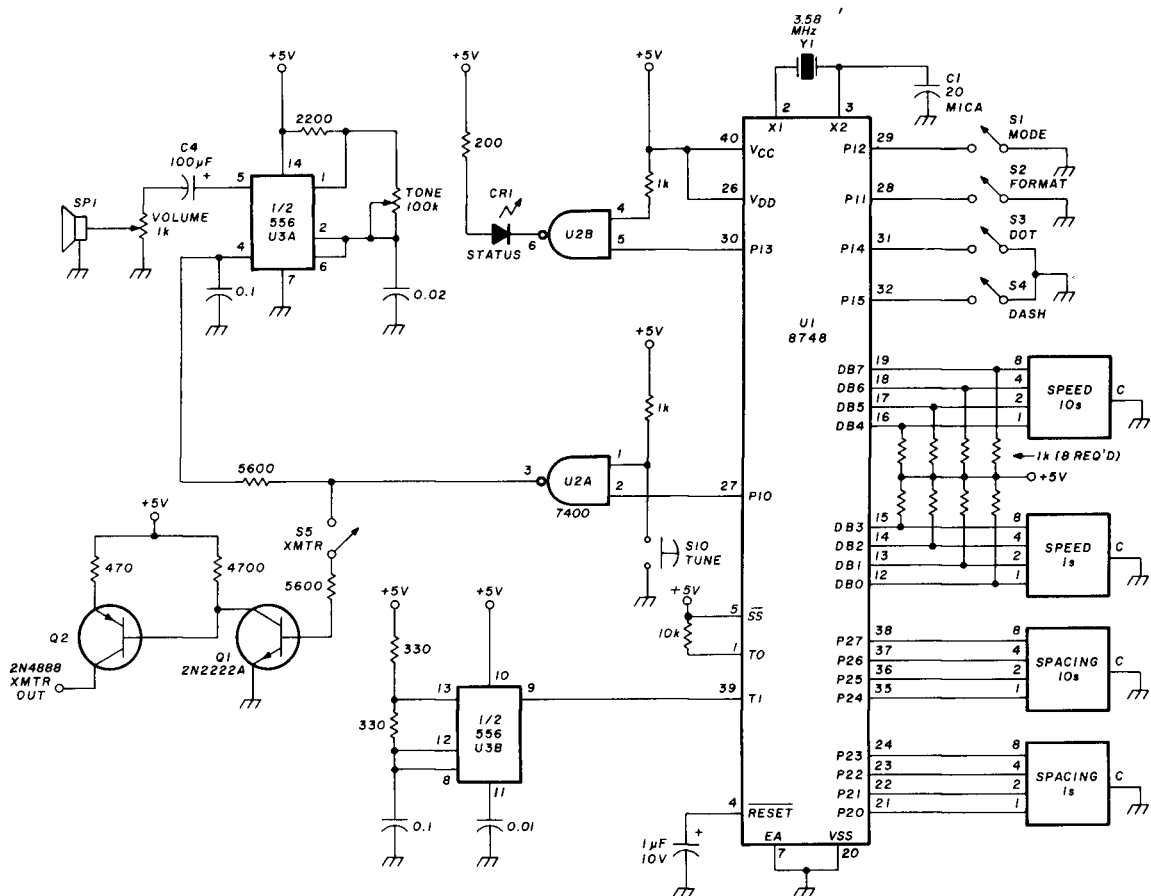 3.58
MHz
Y1
+5V
+5V
+5V
C1
20
MICA
2
3
X1
X2
2200
200
40
VCC
P12
29
S1
MODE
C4
100μF
+
14
5
1
1k
26
VDD
P11
28
S2
FORMAT
SP1
VOLUME
1k
1/2
556
U3A
TONE
100k
CR1
4
U2B
S3
DOT
4
2
6
STATUS
6
5
30
P13
P14
31
7
0.1
0.02
P15
32
S4
DASH
U1
8748
+5V
DB7
19
8
SPEED
10s
C
DB6
18
4
DB5
17
2
DB4
16
1
1k
1k (8 REQ'D)
+5V
5600
3
1
U2A
2
27
P10
7400
+5V
S5
XMTR
S10
TUNE
DB3
15
8
SPEED
1s
C
DB2
14
4
DB1
13
2
DB0
12
1
470
4700
5600
+5V
+5V
5
SS
10k
1
T0
Q2
Q1
2N2222A
2N4888
XMTR
OUT
330
10
P27
38
8
SPACING
10s
C
P26
37
4
P25
36
2
P24
35
1
13
9
39
T1
330
1/2
556
U3B
12
8
11
P23
24
8
SPACING
1s
C
P22
23
4
P21
22
2
P20
21
1
0.1
0.01
4
RESET
1μF
10V
+
EA
VSS
7
20